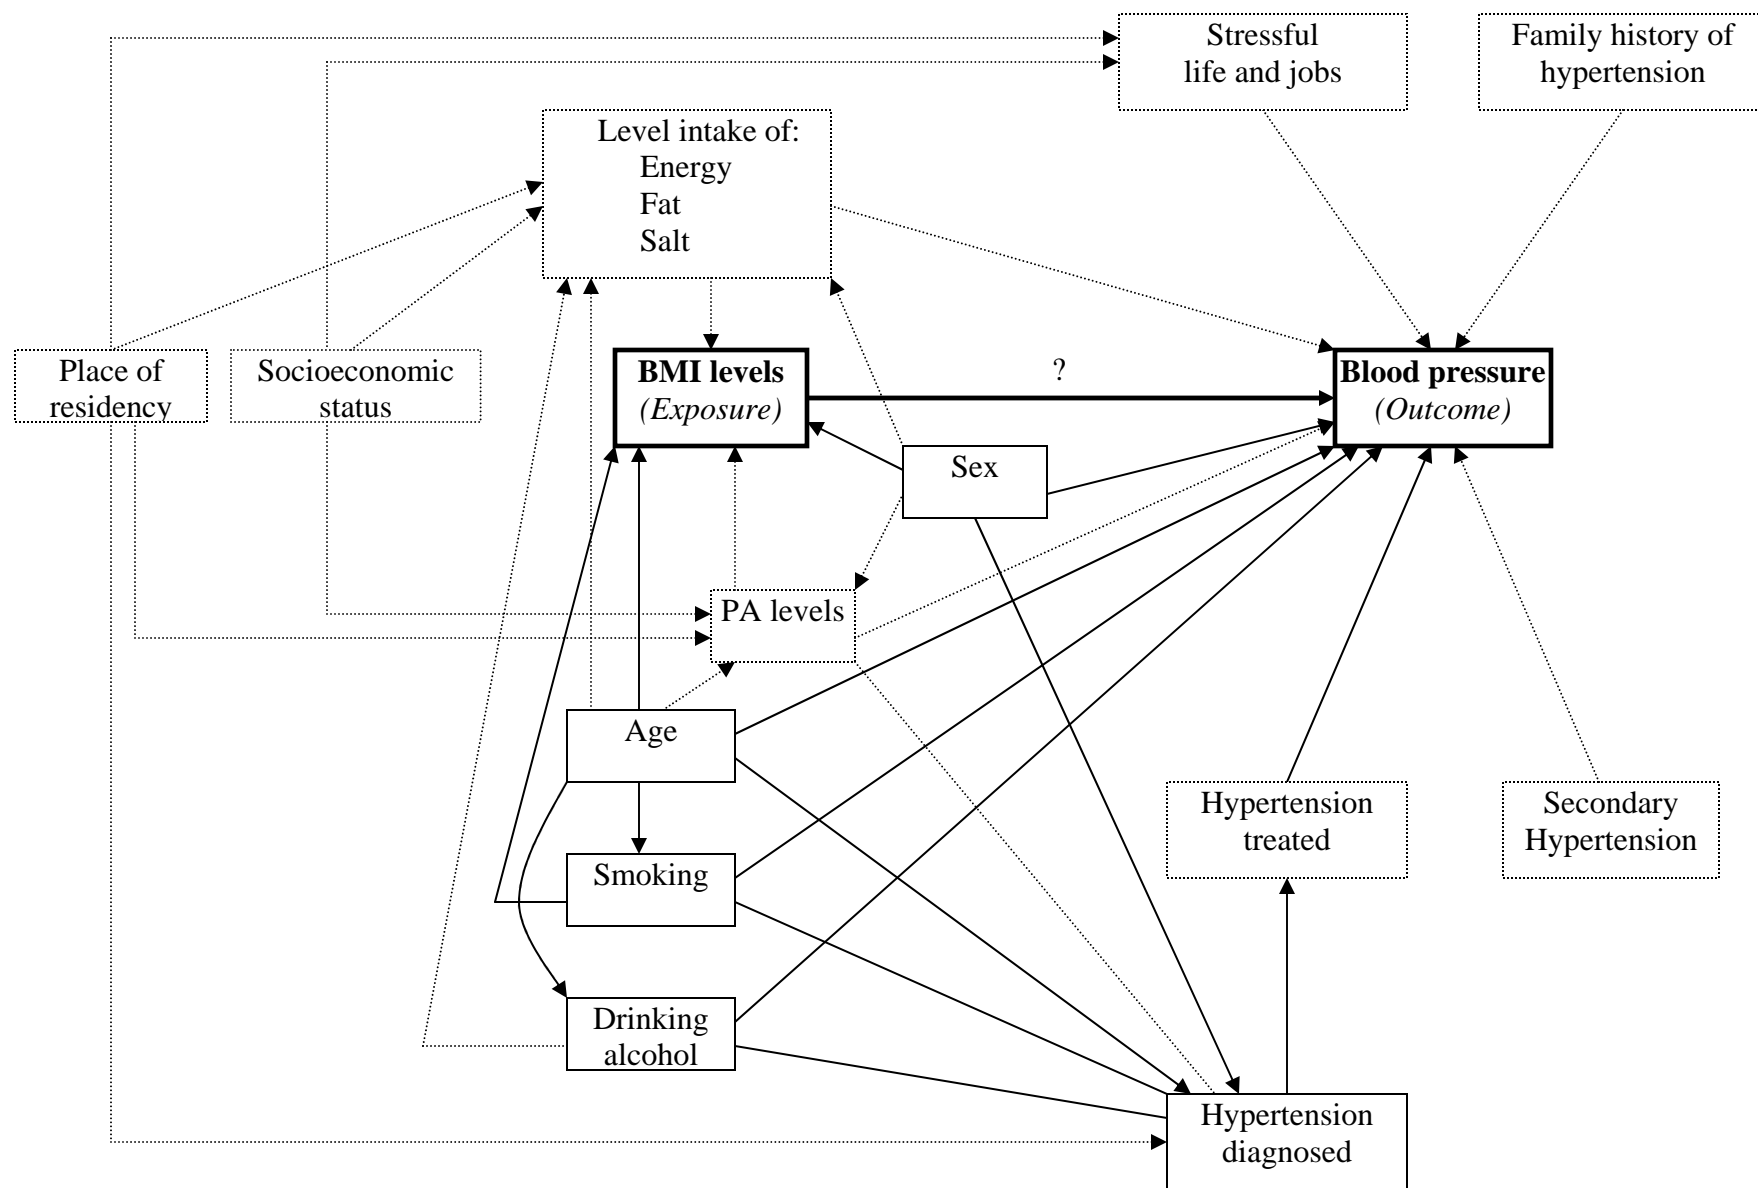 Stressful
life and jobs
Family history of
hypertension
Level intake of:
Energy
Fat
Salt
Place of
residency
Socioeconomic
status
BMI levels
(Exposure)
?
Blood pressure
(Outcome)
Sex
PA levels
Age
Smoking
Drinking
alcohol
Hypertension
treated
Secondary
Hypertension
Hypertension
diagnosed